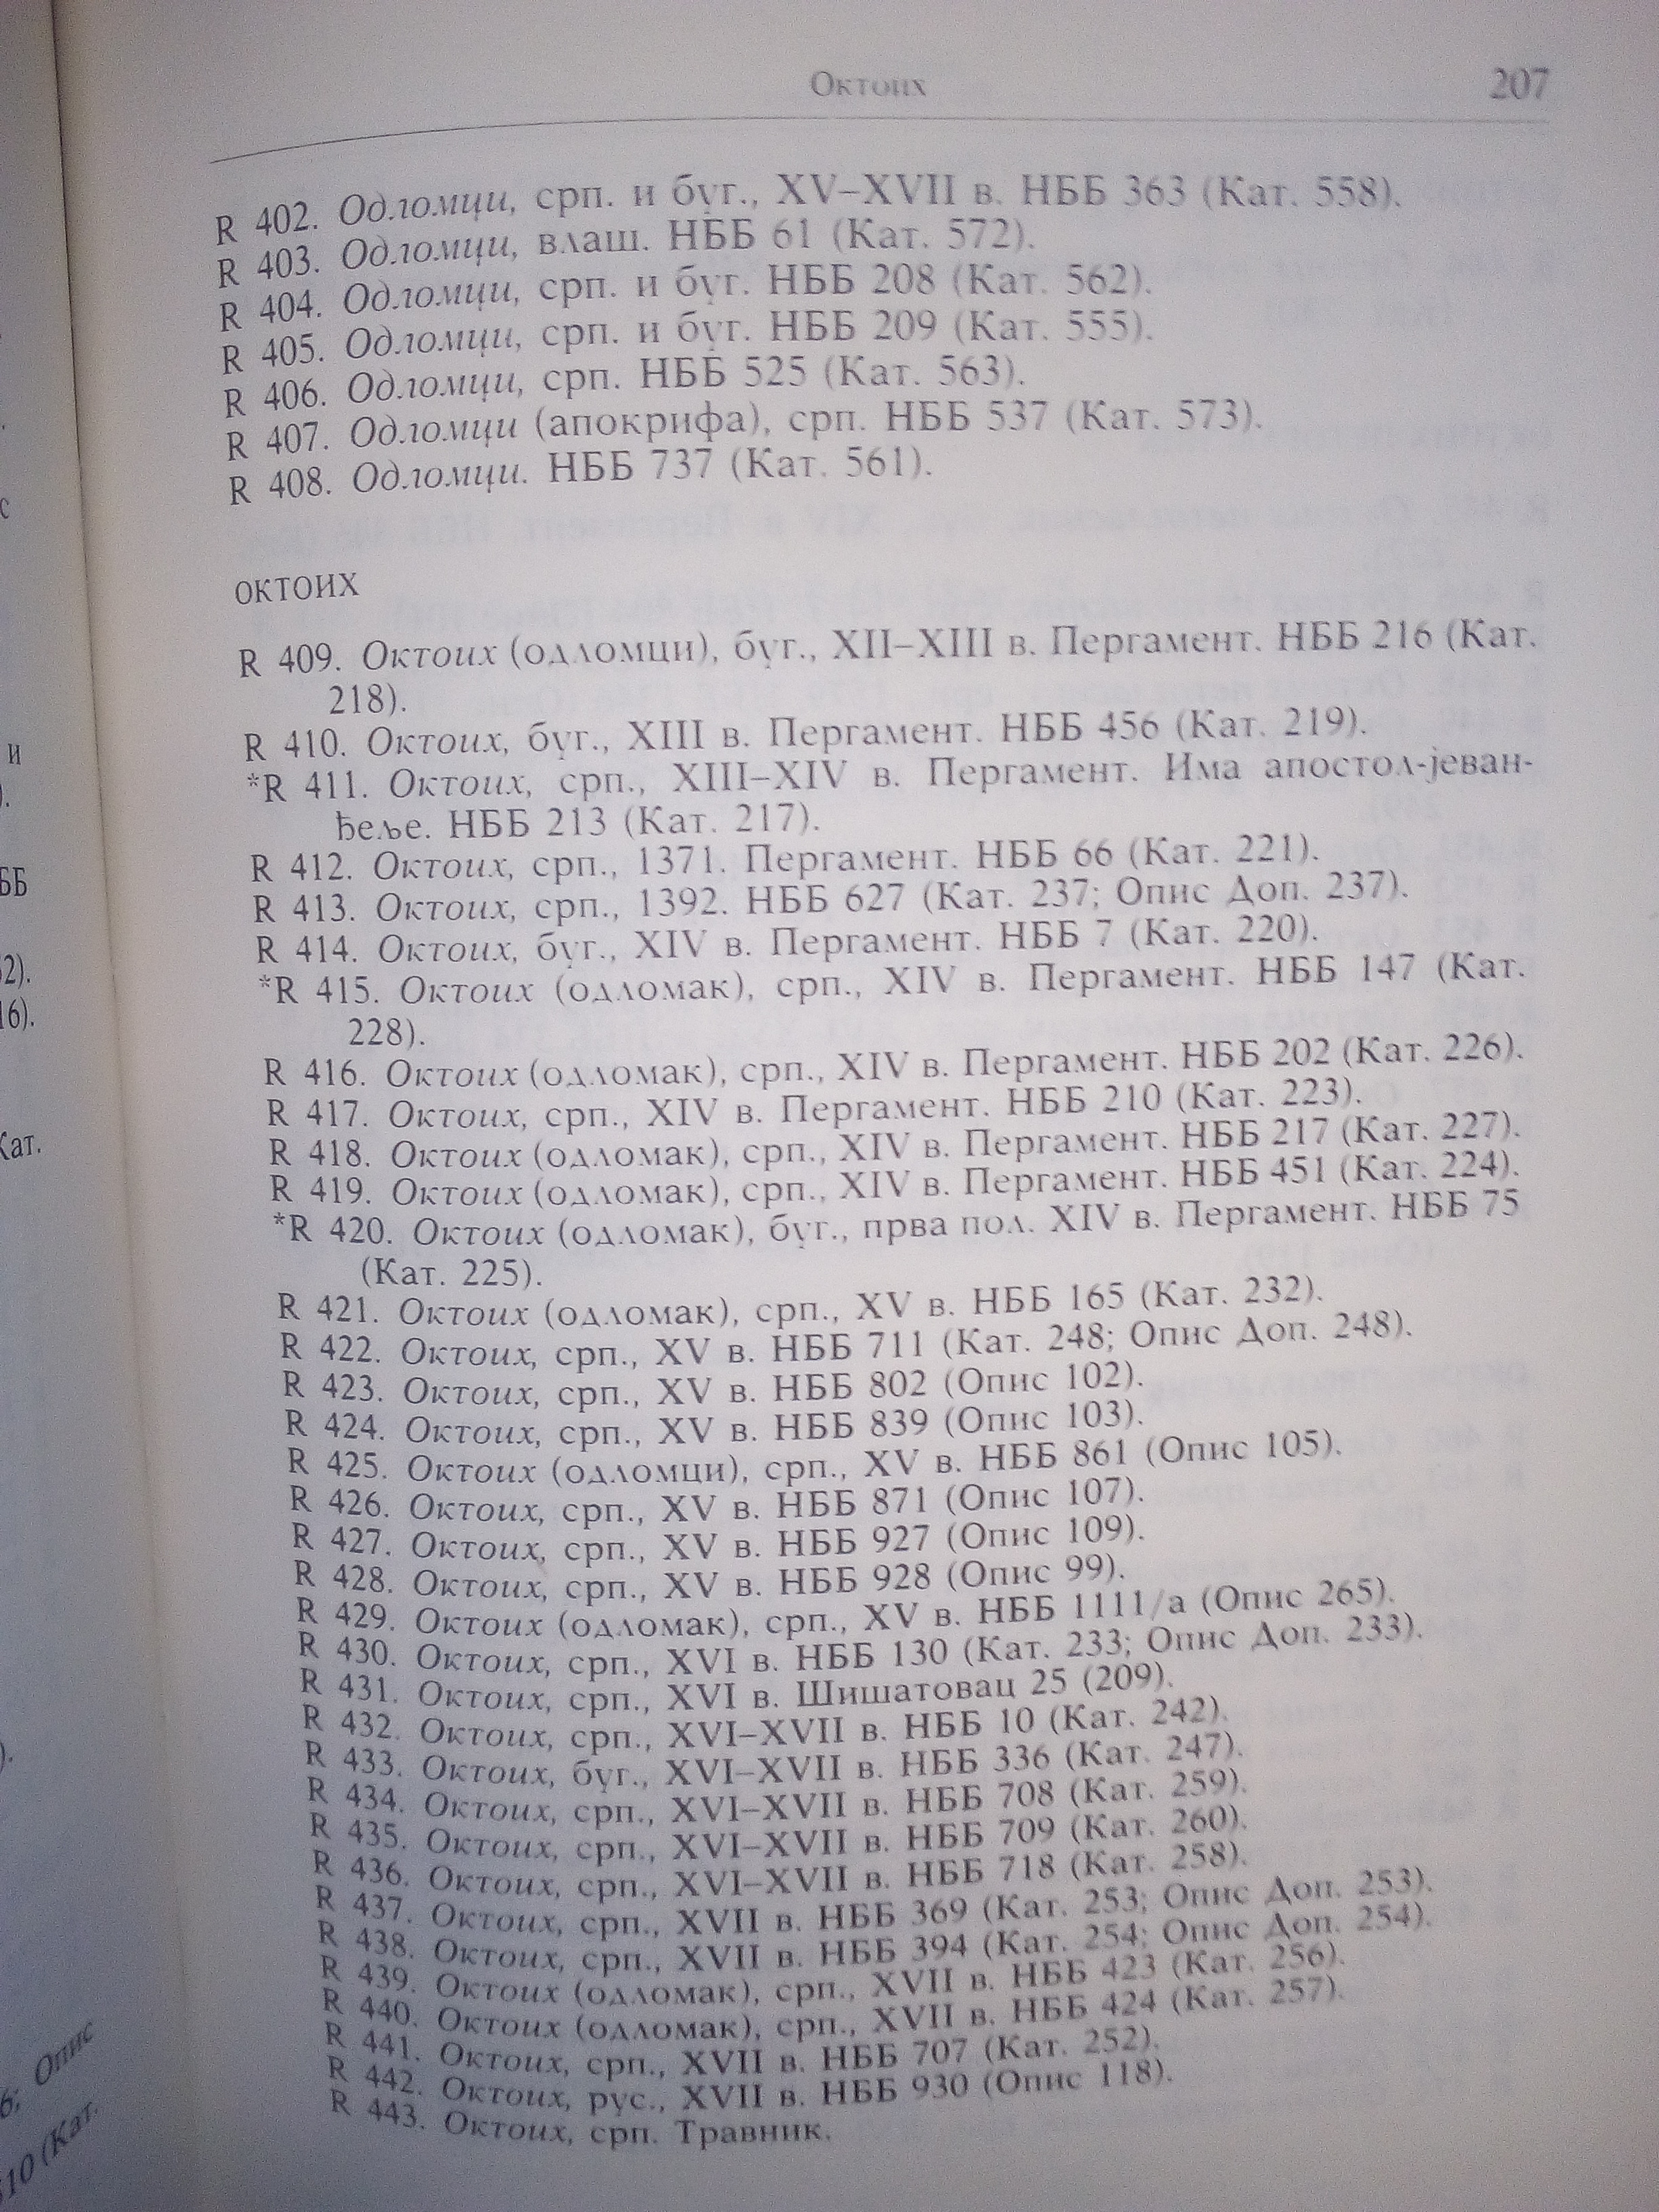 Октоих 207
R 402. Одломци, срп. и буг., XV–XVII в. НББ 363 (Кат. 558).
R 403. Одломци, влаш. НББ 61 (Кат. 572).
R 404. Одломци, срп. и буг. НББ 208 (Кат. 562).
R 405. Одломци, срп. и буг. НББ 209 (Кат. 555).
R 406. Одломци, срп. НББ 525 (Кат. 563).
R 407. Одломци (апокрифа), срп. НББ 537 (Кат. 573).
R 408. Одломци. НББ 737 (Кат. 561).
ОКТОИХ
R 409. Октоих (одломци), буг., XII–XIII в. Пергамент. НББ 216 (Кат.
218).
R 410. Октоих, буг., XIII в. Пергамент. НББ 456 (Кат. 219).
*R 411. Октоих, срп., XIII–XIV в. Пергамент. Има апостол-јеван-
ђеље. НББ 213 (Кат. 217).
R 412. Октоих, срп., 1371. Пергамент. НББ 66 (Кат. 221).
R 413. Октоих, срп., 1392. НББ 627 (Кат. 237; Опис Доп. 237).
R 414. Октоих, буг., XIV в. Пергамент. НББ 7 (Кат. 220).
*R 415. Октоих (одломак), срп., XIV в. Пергамент. НББ 147 (Кат.
228).
R 416. Октоих (одломак), срп., XIV в. Пергамент. НББ 202 (Кат. 226).
R 417. Октоих, срп., XIV в. Пергамент. НББ 210 (Кат. 223).
R 418. Октоих (одломак), срп., XIV в. Пергамент. НББ 217 (Кат. 227).
R 419. Октоих (одломак), срп., XIV в. Пергамент. НББ 451 (Кат. 224).
*R 420. Октоих (одломак), буг., прва пол. XIV в. Пергамент. НББ 75
(Кат. 225).
R 421. Октоих (одломак), срп., XV в. НББ 165 (Кат. 232).
R 422. Октоих, срп., XV в. НББ 711 (Кат. 248; Опис Доп. 248).
R 423. Октоих, срп., XV в. НББ 802 (Опис 102).
R 424. Октоих, срп., XV в. НББ 839 (Опис 103).
R 425. Октоих (одломци), срп., XV в. НББ 861 (Опис 105).
R 426. Октоих, срп., XV в. НББ 871 (Опис 107).
R 427. Октоих, срп., XV в. НББ 927 (Опис 109).
R 428. Октоих, срп., XV в. НББ 928 (Опис 99).
R 429. Октоих (одломак), срп., XV в. НББ 1111/а (Опис 265).
R 430. Октоих, срп., XVI в. НББ 130 (Кат. 233; Опис Доп. 233).
R 431. Октоих, срп., XVI в. Шишатовац 25 (209).
R 432. Октоих, срп., XVI–XVII в. НББ 10 (Кат. 242).
R 433. Октоих, буг., XVI–XVII в. НББ 336 (Кат. 247).
R 434. Октоих, срп., XVI–XVII в. НББ 708 (Кат. 259).
R 435. Октоих, срп., XVI–XVII в. НББ 709 (Кат. 260).
R 436. Октоих, срп., XVI–XVII в. НББ 718 (Кат. 258).
R 437. Октоих, срп., XVII в. НББ 369 (Кат. 253; Опис Доп. 253).
R 438. Октоих, срп., XVII в. НББ 394 (Кат. 254; Опис Доп. 254).
R 439. Октоих (одломак), срп., XVII в. НББ 423 (Кат. 256).
R 440. Октоих (одломак), срп., XVII в. НББ 424 (Кат. 257).
R 441. Октоих, срп., XVII в. НББ 707 (Кат. 252).
R 442. Октоих, рус., XVII в. НББ 930 (Опис 118).
R 443. Октоих, срп. Травник.